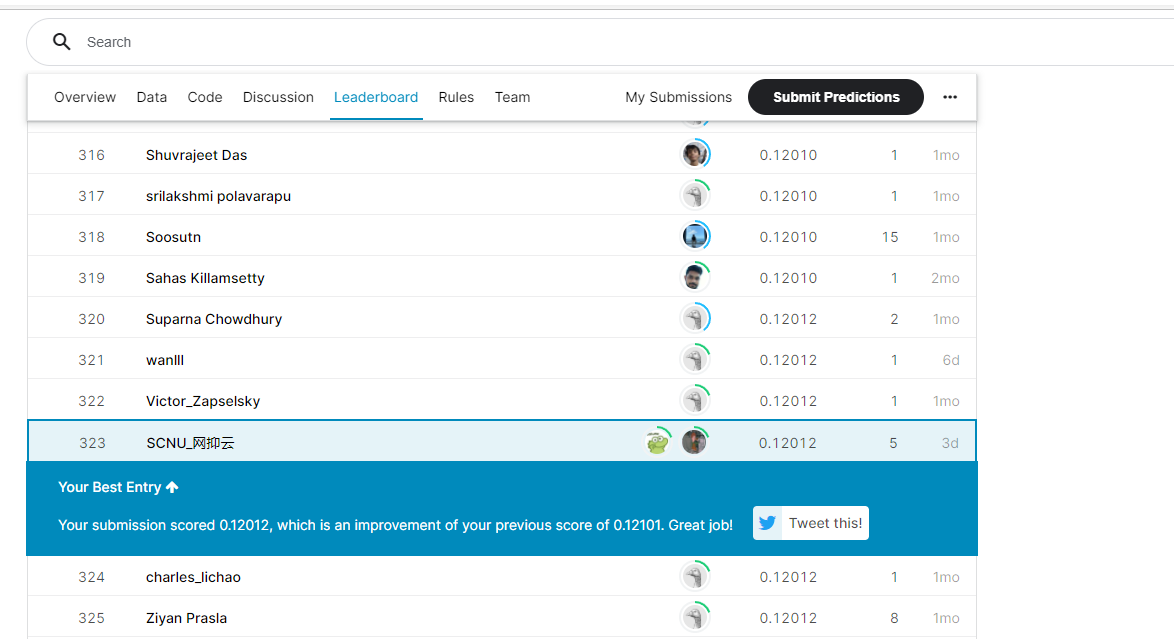 Search
Overview Data Code Discussion Leaderboard Rules Team My Submissions Submit Predictions ...
316 Shuvrajeet Das 0.12010 1 1mo
317 srilakshmi polavarapu 0.12010 1 1mo
318 Soosutn 0.12010 15 1mo
319 Sahas Killamsetty 0.12010 1 2mo
320 Suparna Chowdhury 0.12012 2 1mo
321 wanlll 0.12012 1 6d
322 Victor_Zapselsky 0.12012 1 1mo
323 SCNU_网抑云 0.12012 5 3d
Your Best Entry
Your submission scored 0.12012, which is an improvement of your previous score of 0.12101. Great job! Tweet this!
324 charles_lichao 0.12012 1 1mo
325 Ziyan Prasla 0.12012 8 1mo